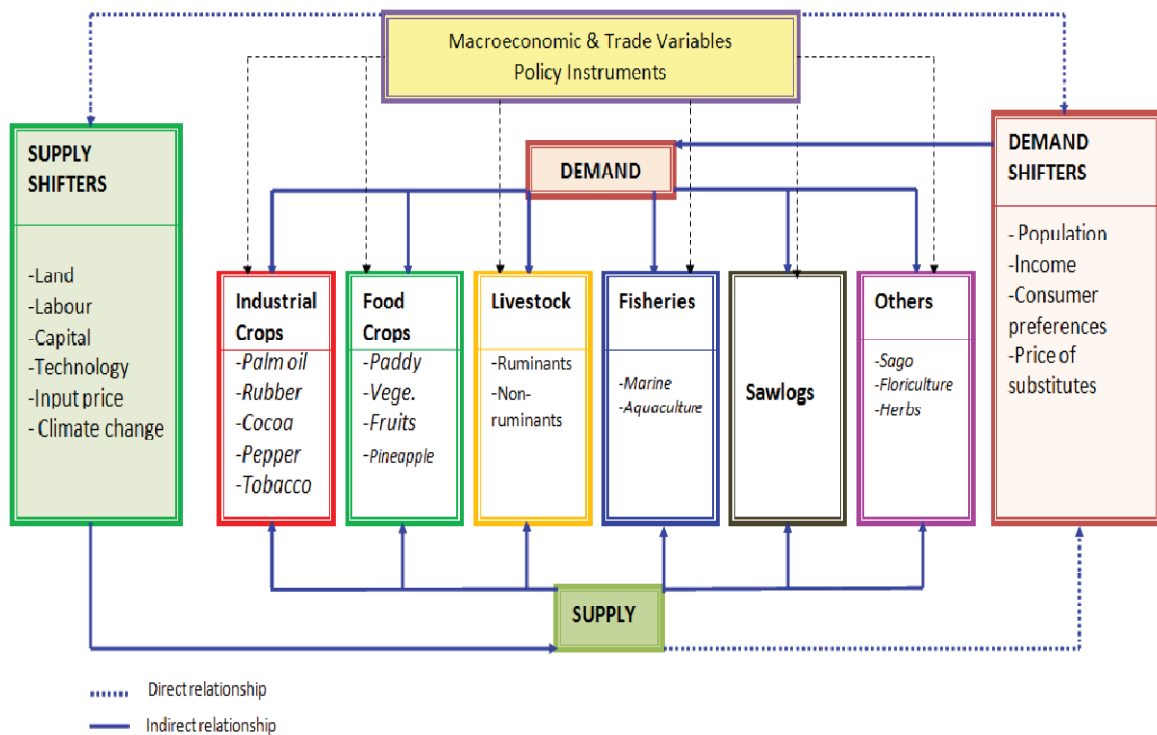 Macroeconomic & Trade Variables
Policy Instruments
SUPPLY
SHIFTERS
-Land
-Labour
-Capital
-Technology
-Input price
- Climate change
DEMAND
DEMAND
SHIFTERS
- Population
- Income
- Consumer
preferences
-Price of
substitutes
Industrial
Crops
-Palm oil
-Rubber
-Cocoa
-Pepper
-Tobacco
Food
Crops
-Paddy
-Vege.
-Fruits
-Pineapple
Livestock
-Ruminants
-Non-
ruminants
Fisheries
-Marine
-Aquaculture
Sawlogs
Others
-Sago
-Floriculture
-Herbs
SUPPLY
Direct relationship
Indirect relationship